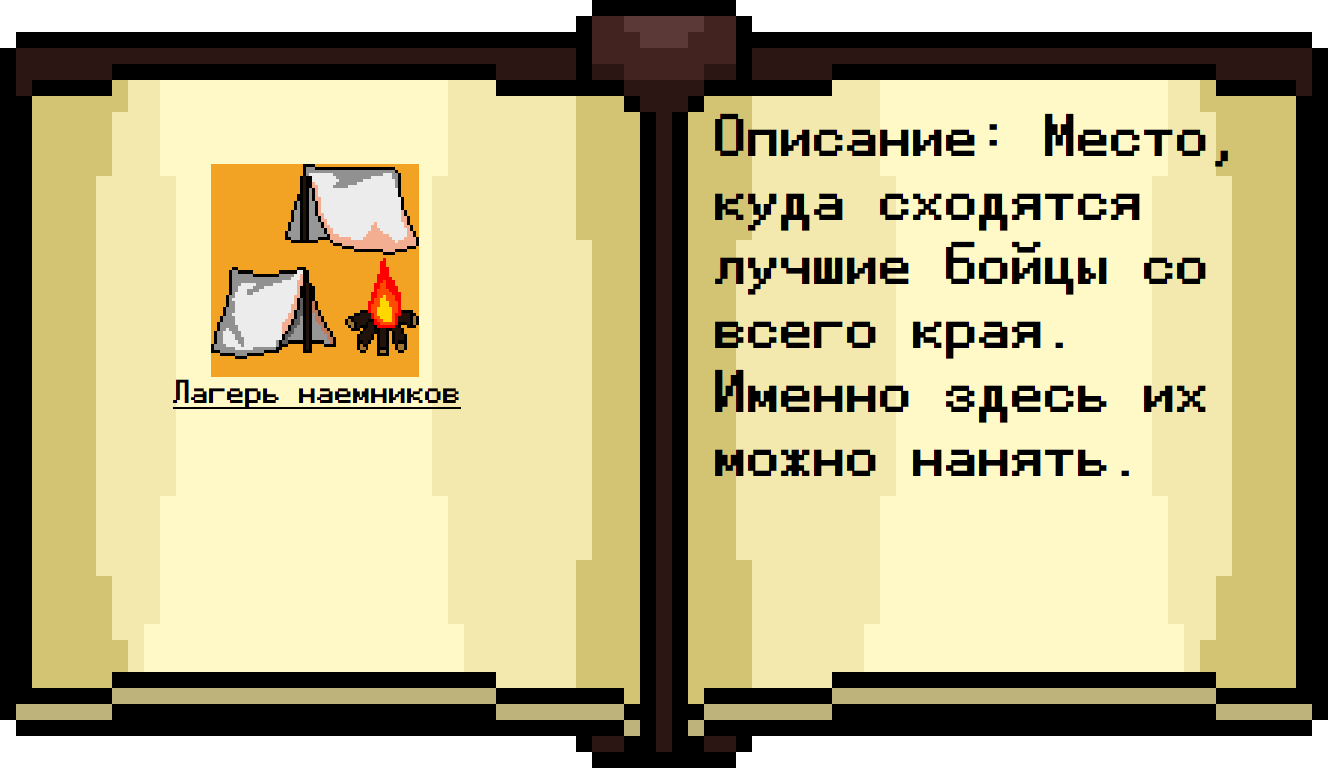 Лагерь наемников
Описание: Место,
куда сходятся
лучшие бойцы со
всего края.
Именно здесь их
можно нанять.